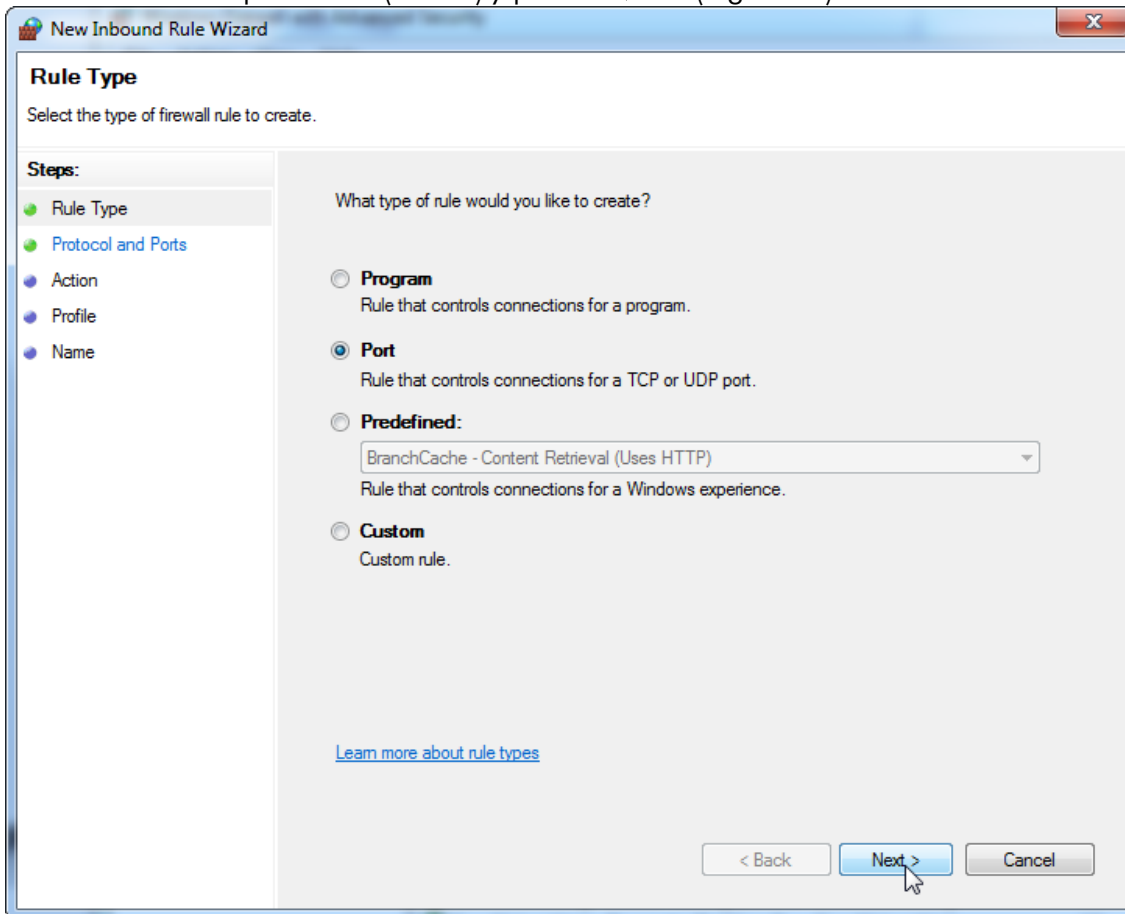 New Inbound Rule Wizard
Rule Type
Select the type of firewall rule to create.
Steps:
Rule Type
Protocol and Ports
Action
Profile
Name
What type of rule would you like to create?
Program
Rule that controls connections for a program.
Port
Rule that controls connections for a TCP or UDP port.
Predefined:
BranchCache - Content Retrieval (Uses HTTP)
Rule that controls connections for a Windows experience.
Custom
Custom rule.
Learn more about rule types
< Back
Next >
Cancel